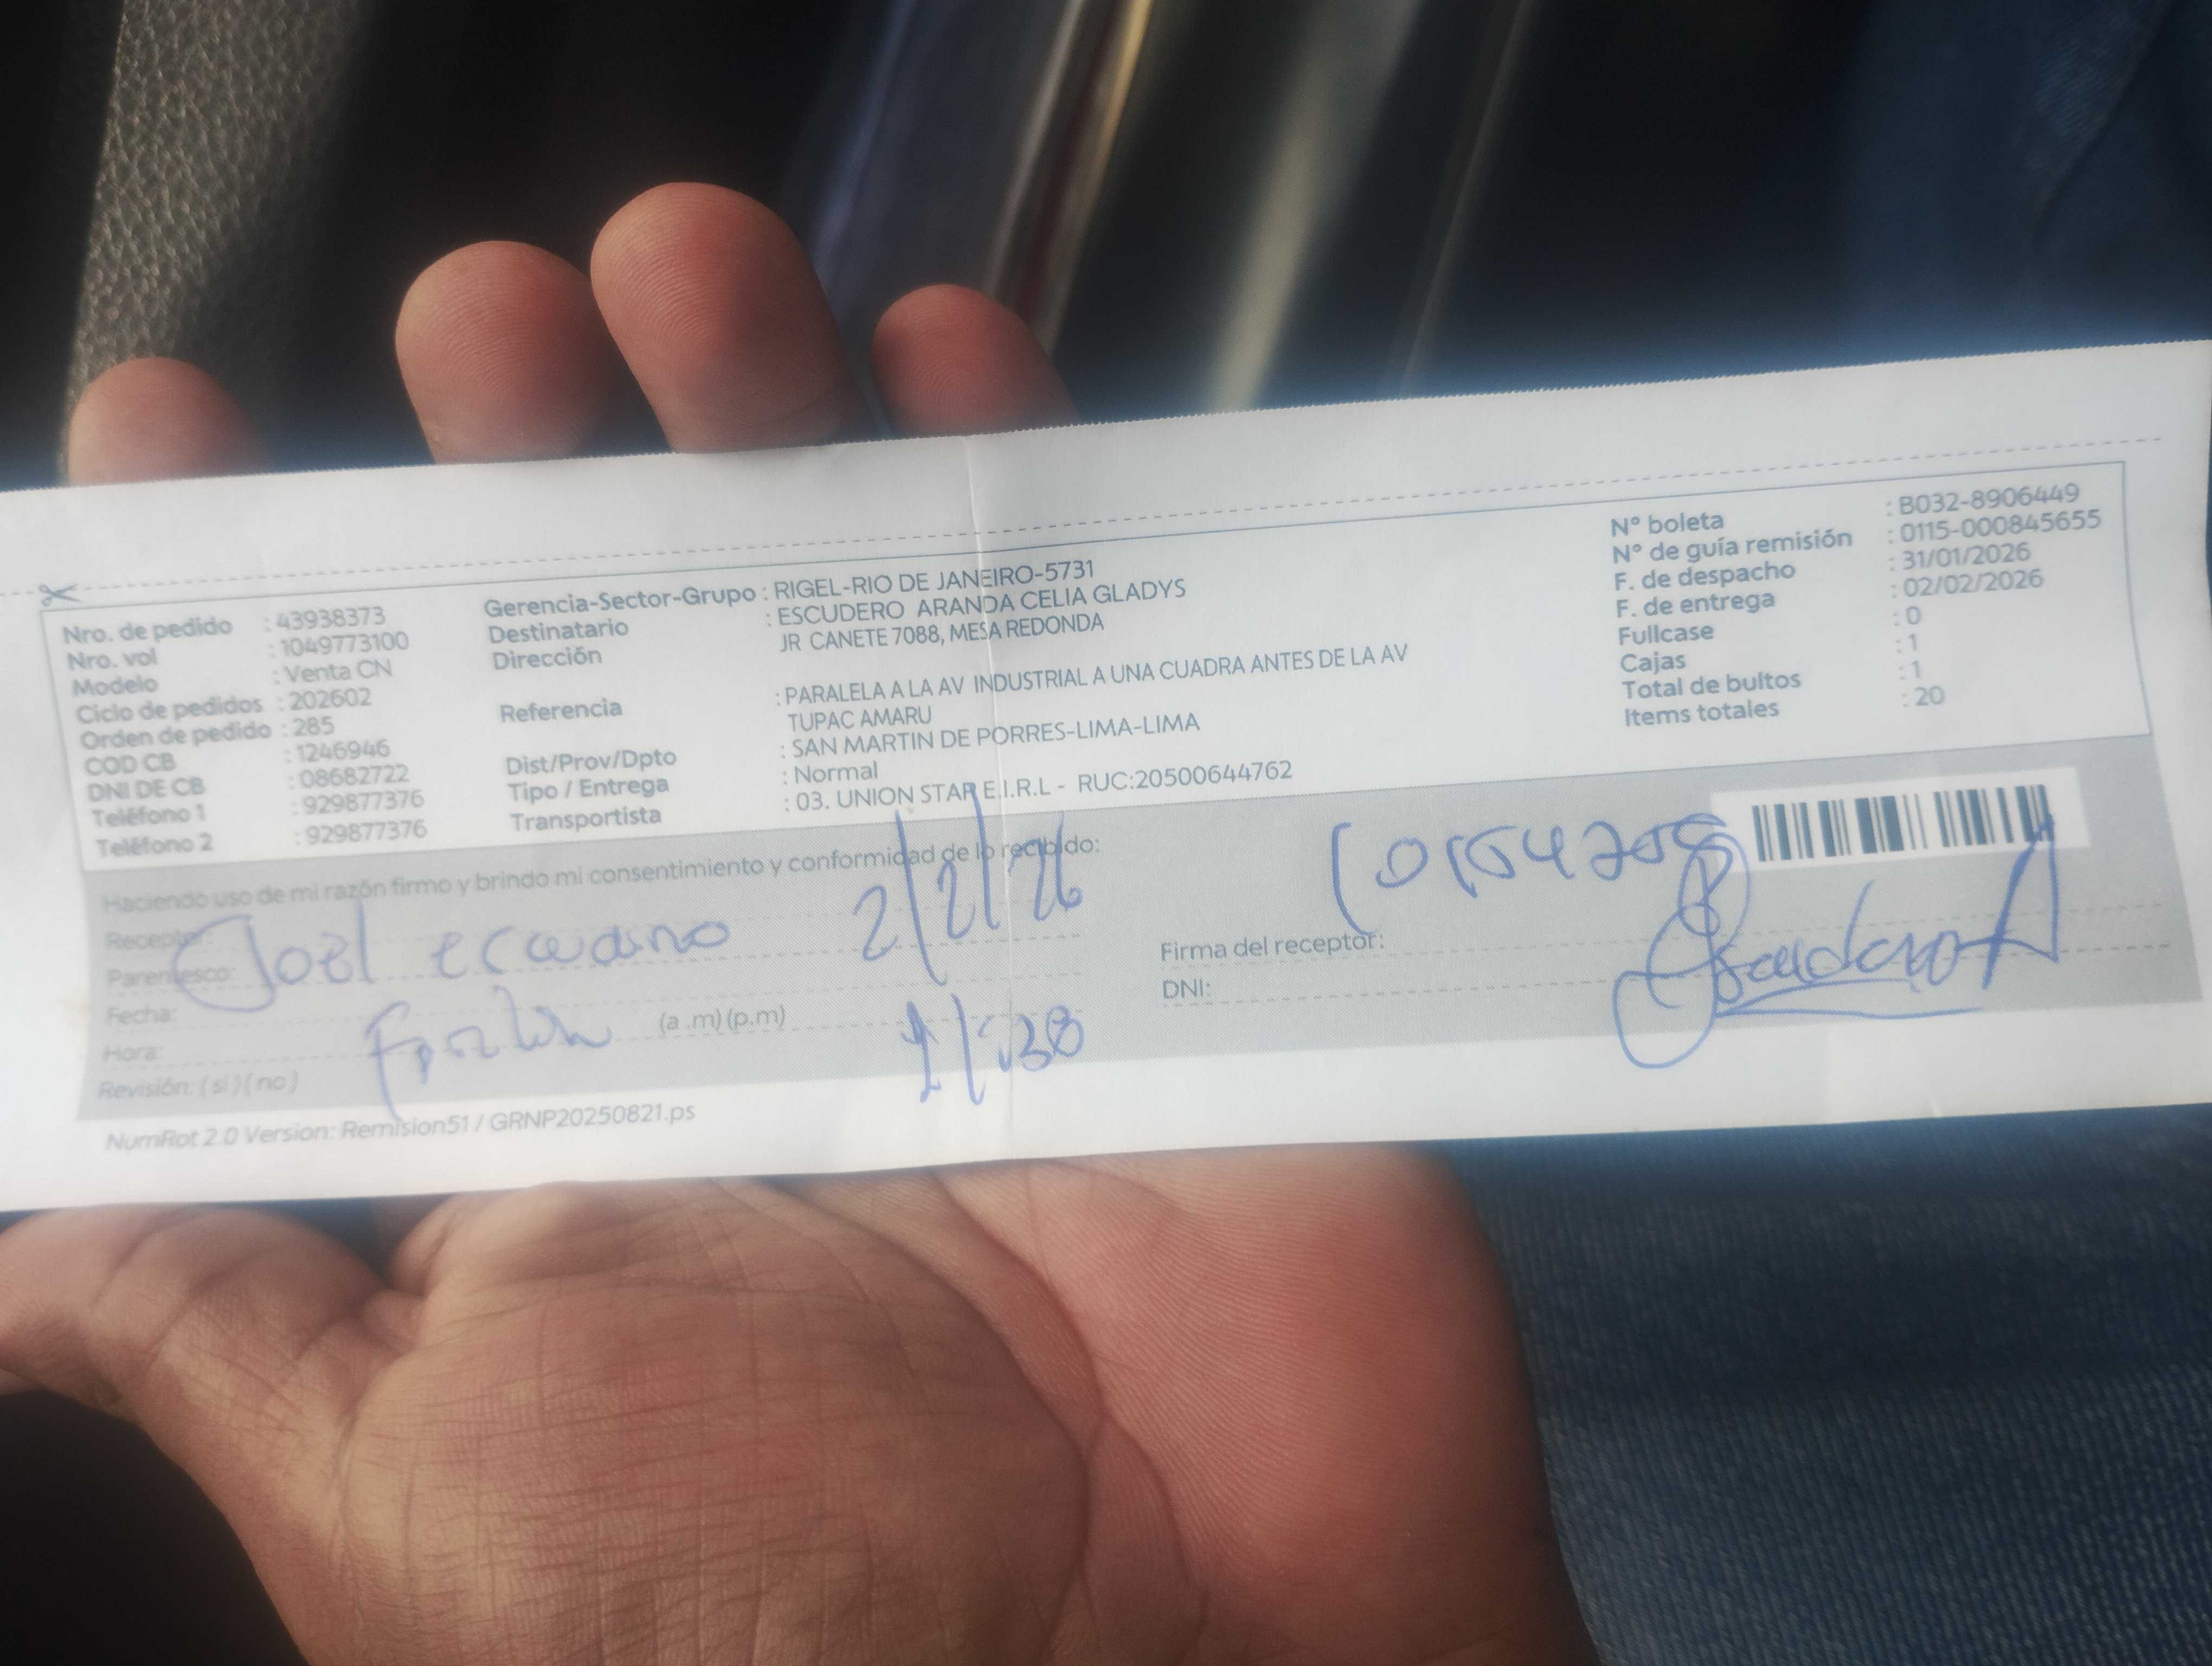 Nro. de pedido : 43938373
Nro. vol : 1049773100
Modelo : Venta CN
Ciclo de pedidos : 202602
Orden de pedido : 285
COD CB : 1246946
DNI DE CB : 08682722
Teléfono 1 : 929877376
Teléfono 2 : 929877376
Gerencia-Sector-Grupo : RIGEL-RIO DE JANEIRO-5731
Destinatario : ESCUDERO ARANDA CELIA GLADYS
Dirección JR CANETE 7088, MESA REDONDA
Referencia : PARALELA A LA AV INDUSTRIAL A UNA CUADRA ANTES DE LA AV
TUPAC AMARU
Dist/Prov/Dpto : SAN MARTIN DE PORRES-LIMA-LIMA
Tipo / Entrega : Normal
Transportista : 03. UNION STAR E.I.R.L - RUC:20500644762
N° boleta : B032-8906449
N° de guía remisión : 0115-000845655
F. de despacho : 31/01/2026
F. de entrega : 02/02/2026
Fullcase : 0
Cajas : 1
Total de bultos : 1
Items totales : 20
Haciendo uso de mi razón firmo y brindo mi consentimiento y conformidad de lo recibido:
Receptor:
Joel 2/2/26
Parentesco:
Fecha:
Hora: (a.m) (p.m)
Revisión: (si) (no)
Firma del receptor:
DNI:
NumRot 2.0 Version: Remision51 / GRNP20250821.ps